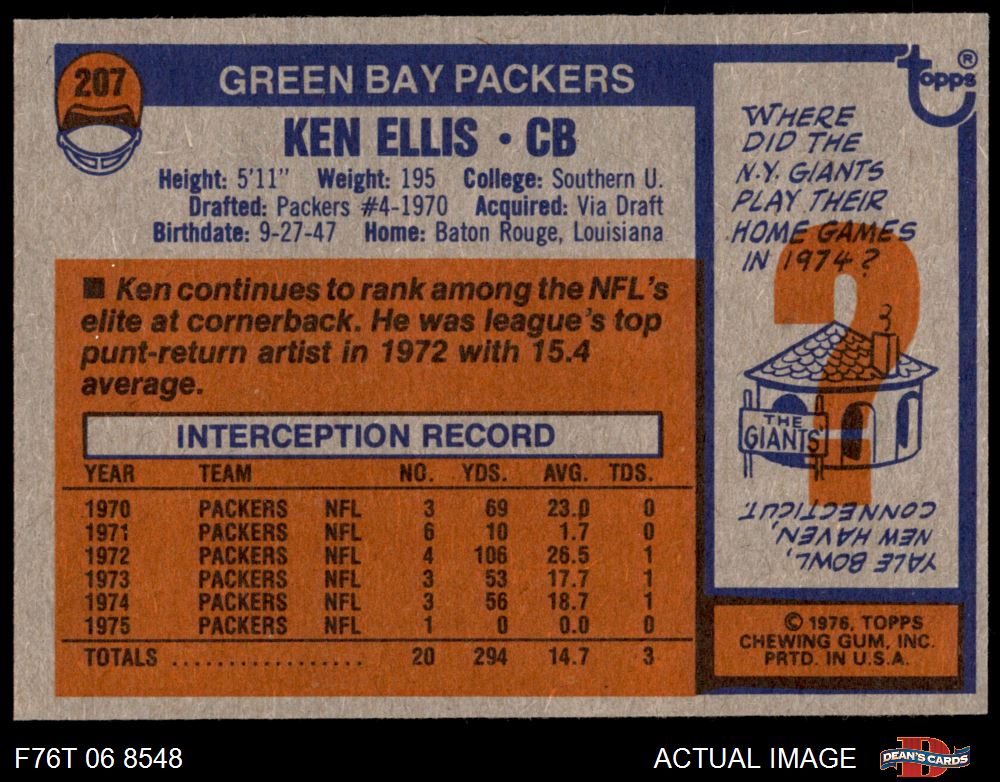 207
GREEN BAY PACKERS
KEN ELLIS • CB
Height: 5'11" Weight: 195 College: Southern U.
Drafted: Packers #4-1970 Acquired: Via Draft
Birthdate: 9-27-47 Home: Baton Rouge, Louisiana
■ Ken continues to rank among the NFL's
elite at cornerback. He was league's top
punt-return artist in 1972 with 15.4
average.
INTERCEPTION RECORD
YEAR TEAM NO. YDS. AVG. TDS.
1970 PACKERS NFL 3 69 23.0 0
1971 PACKERS NFL 6 10 1.7 0
1972 PACKERS NFL 4 106 26.5 1
1973 PACKERS NFL 3 53 17.7 1
1974 PACKERS NFL 3 56 18.7 1
1975 PACKERS NFL 1 0 0.0 0
TOTALS .................. 20 294 14.7 3
topps ®
WHERE
DID THE
N.Y. GIANTS
PLAY THEIR
HOME GAMES
IN 1974?
?
THE
GIANTS
YALE BOWL,
NEW HAVEN,
CONNECTICUT.
© 1976, TOPPS
CHEWING GUM, INC.
PRTD. IN U.S.A.
F76T 06 8548
ACTUAL IMAGE
DEAN'S CARDS